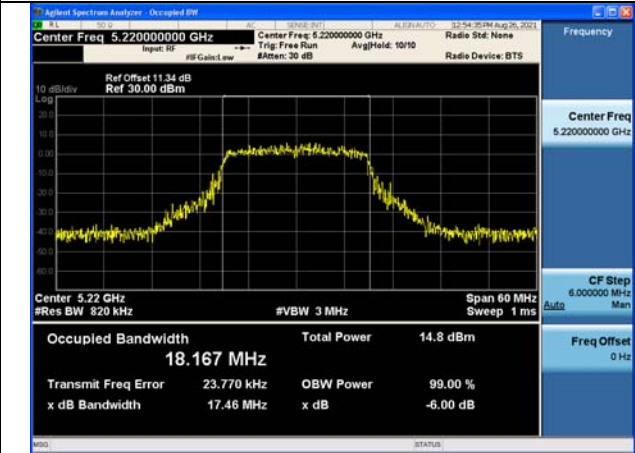 Agilent Spectrum Analyzer - Occupied BW
RL 50 Ω AC SENSE:INT ALIGN AUTO 12:54:35 PM Aug 26, 2021
Center Freq 5.220000000 GHz
Center Freq: 5.220000000 GHz
Radio Std: None
Input: RF
Trig: Free Run Avg|Hold: 10/10
#IFGain:Low
#Atten: 30 dB
Radio Device: BTS
Frequency
Ref Offset 11.34 dB
10 dB/div Ref 30.00 dBm
Log
20.0
10.0
0.00
-10.0
-20.0
-30.0
-40.0
-50.0
-60.0
Center Freq
5.220000000 GHz
Center 5.22 GHz
Span 60 MHz
#Res BW 820 kHz
#VBW 3 MHz
Sweep 1 ms
CF Step
6.000000 MHz
Auto Man
Occupied Bandwidth
18.167 MHz
Total Power 14.8 dBm
Transmit Freq Error 23.770 kHz
OBW Power 99.00 %
x dB Bandwidth 17.46 MHz
x dB -6.00 dB
Freq Offset
0 Hz
MSG
STATUS